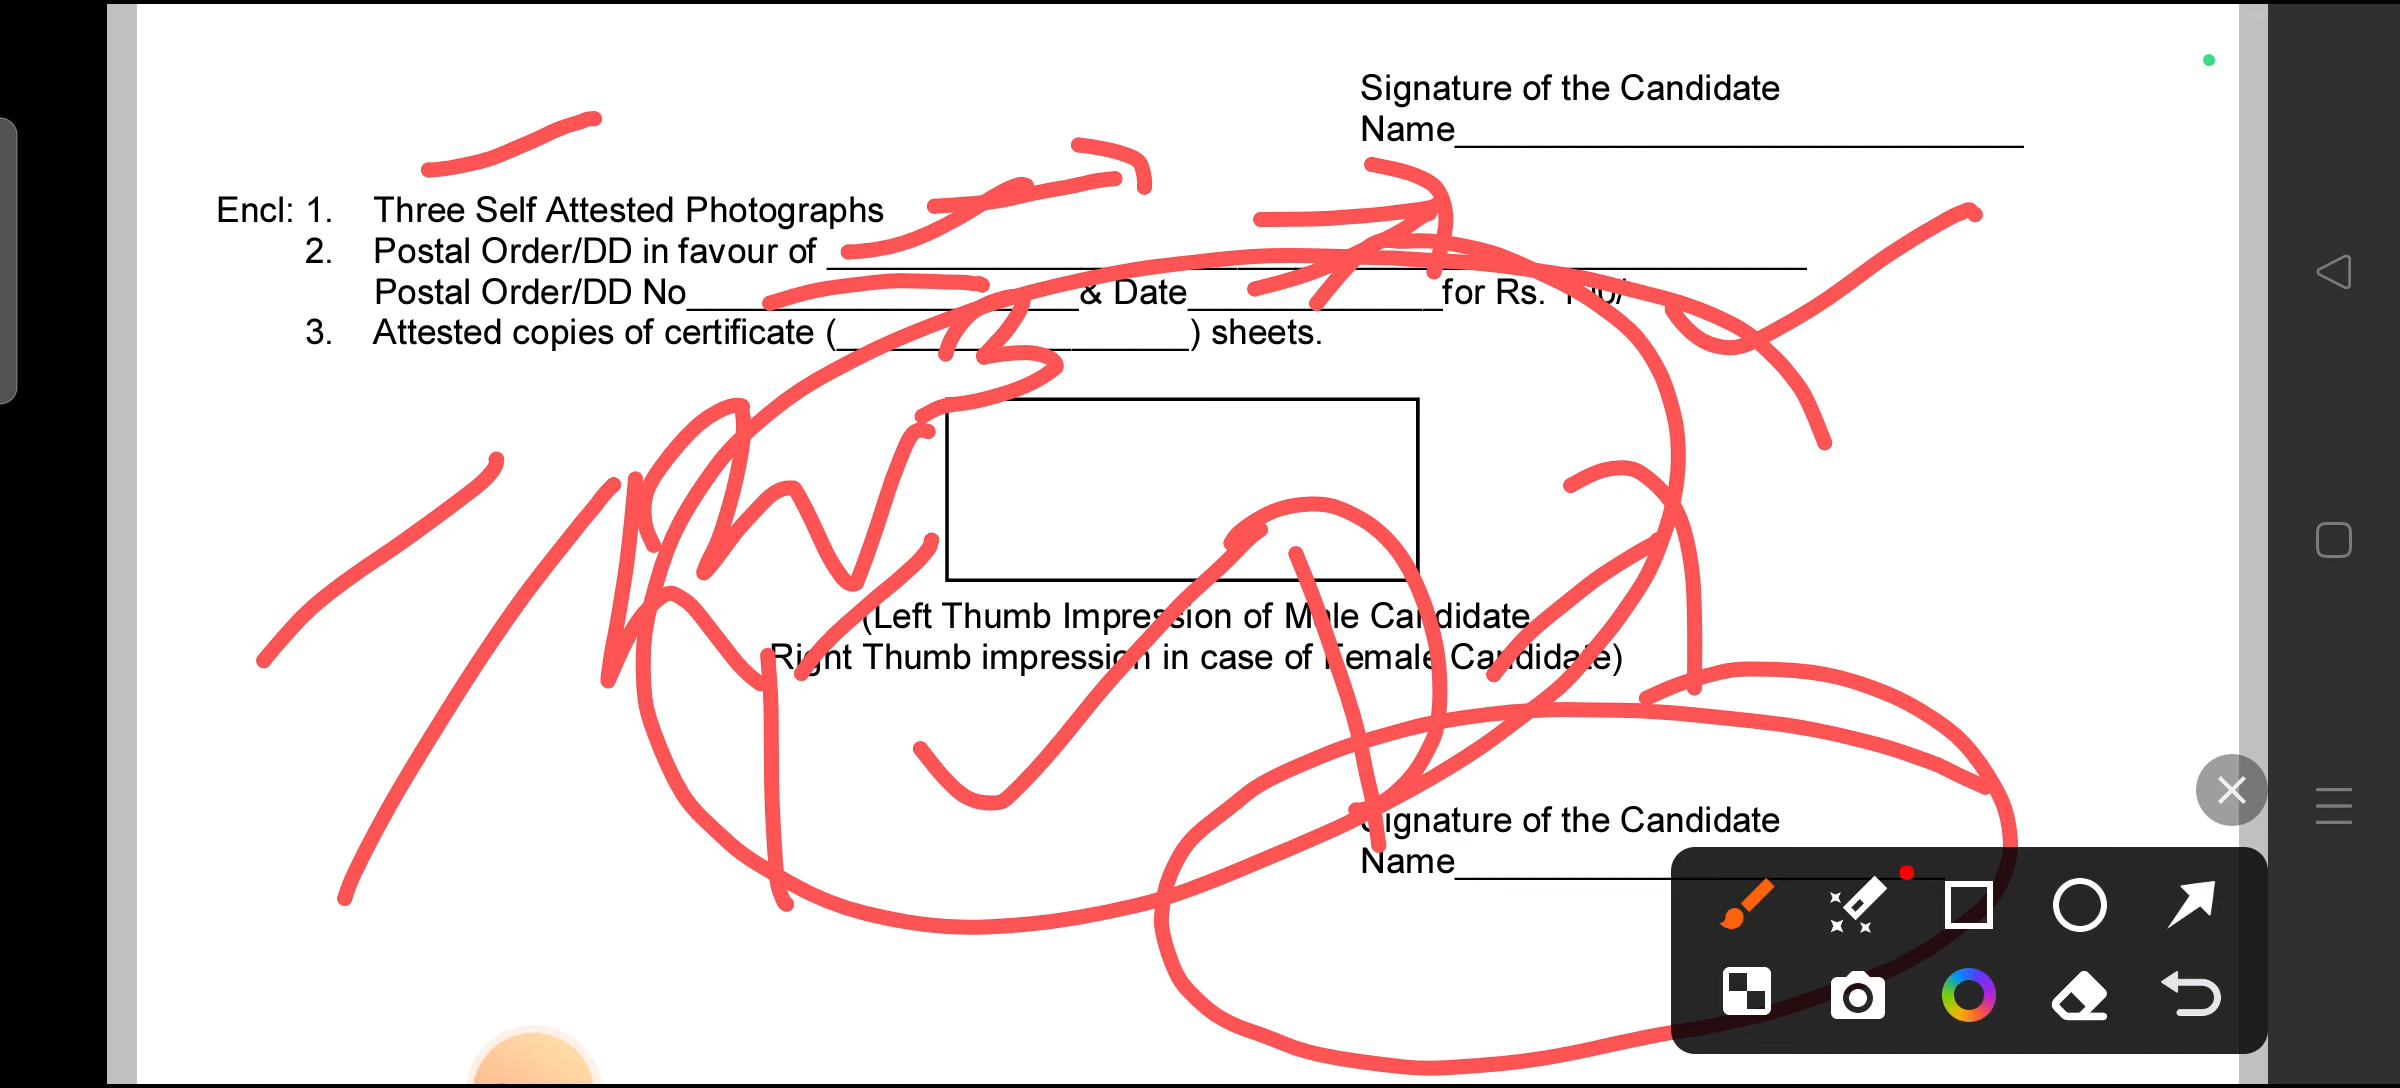 Signature of the Candidate
Name
Encl: 1. Three Self Attested Photographs
2. Postal Order/DD in favour of
Postal Order/DD No & Date for Rs.
3. Attested copies of certificate ( ) sheets.
(Left Thumb Impression of Male Candidate
Right Thumb impression in case of Female Candidate)
Signature of the Candidate
Name